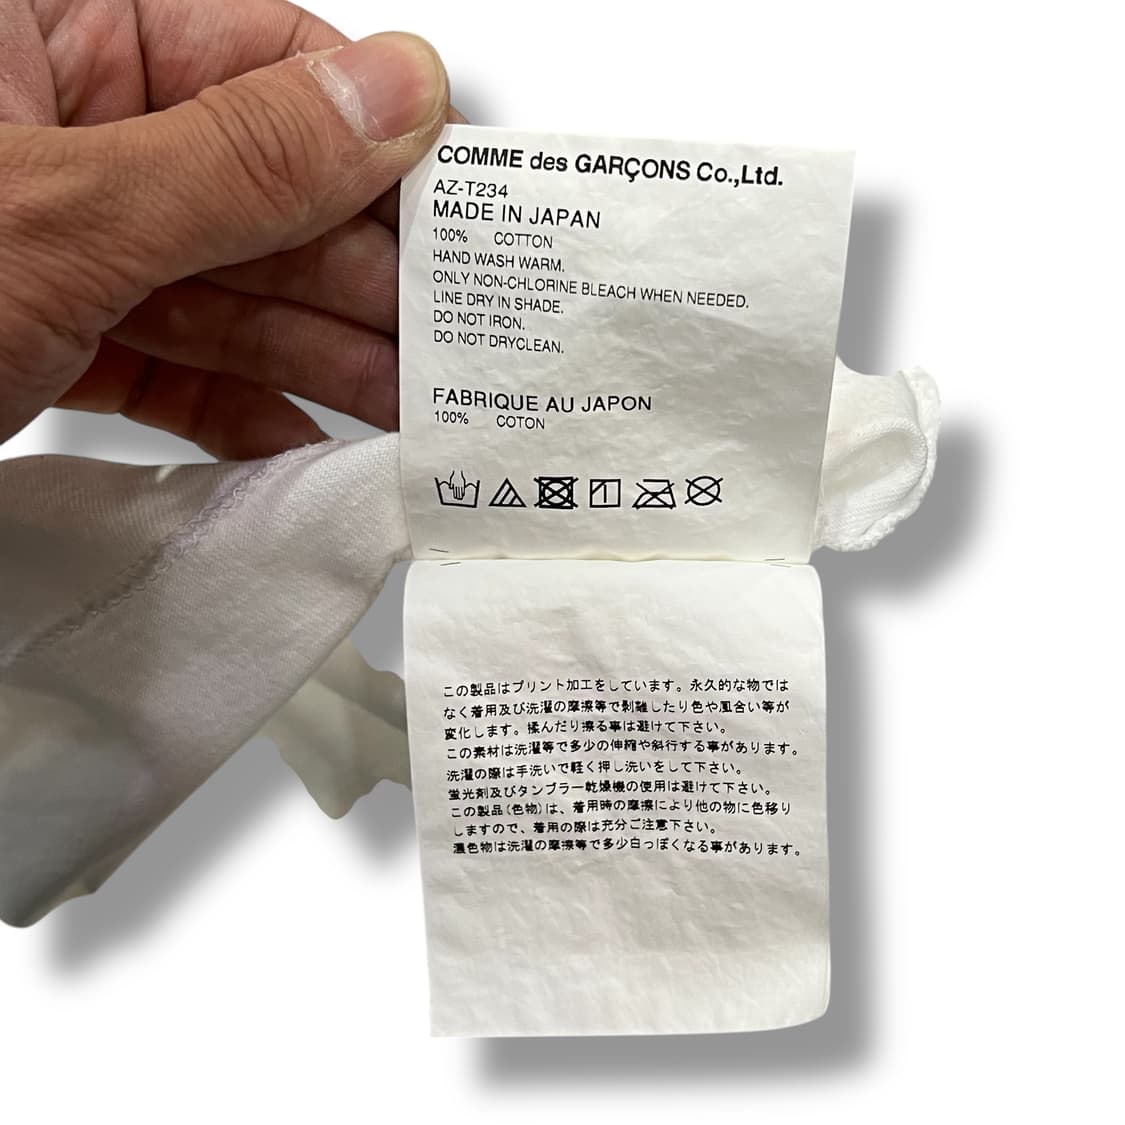 COMME des GARÇONS Co.,Ltd.
AZ-T234
MADE IN JAPAN
100% COTTON
HAND WASH WARM.
ONLY NON-CHLORINE BLEACH WHEN NEEDED.
LINE DRY IN SHADE.
DO NOT IRON.
DO NOT DRYCLEAN.
FABRIQUE AU JAPON
100% COTON
この製品はプリント加工をしています。永久的な物では
なく着用及び洗濯の摩擦等で剥離したり色や風合い等が
変化します。揉んだり擦る事は避けて下さい。
この素材は洗濯等で多少の伸縮や斜行する事があります。
洗濯の際は手洗いで軽く押し洗いをして下さい。
蛍光剤及びタンブラー乾燥機の使用は避けて下さい。
この製品(色物)は、着用時の摩擦により他の物に色移り
しますので、着用の際は充分ご注意下さい。
濃色物は洗濯の摩擦等で多少白っぽくなる事があります。